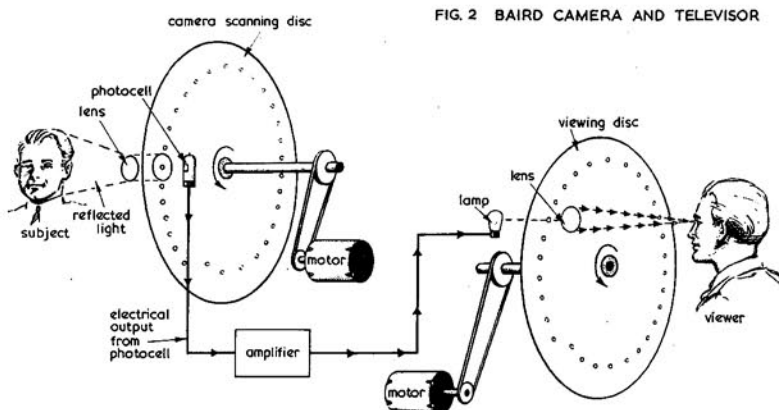 FIG. 2 BAIRD CAMERA AND TELEVISOR
camera scanning disc
photocell
lens
reflected
light
subject
motor
electrical
output
from
photocell
amplifier
viewing disc
lens
lamp
motor
viewer